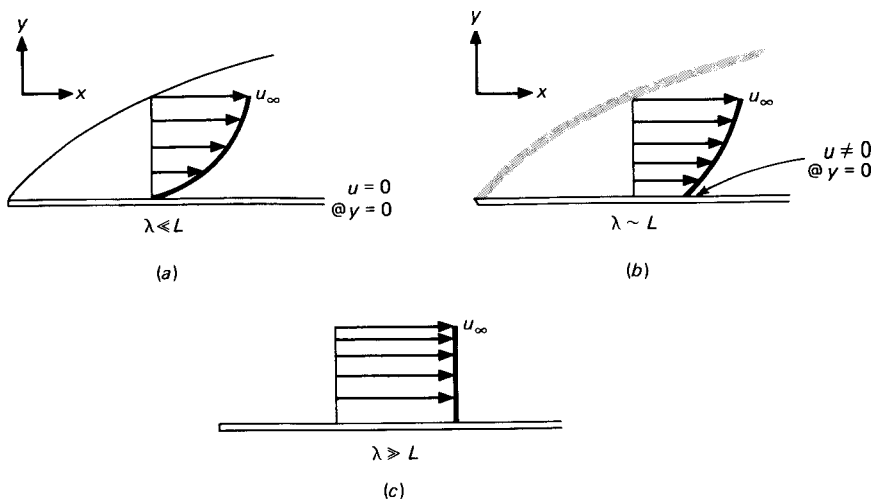 y
x
u∞
u = 0
@ y = 0
λ ≪ L
(a)
y
x
u∞
u ≠ 0
@ y = 0
λ ~ L
(b)
u∞
λ ≫ L
(c)